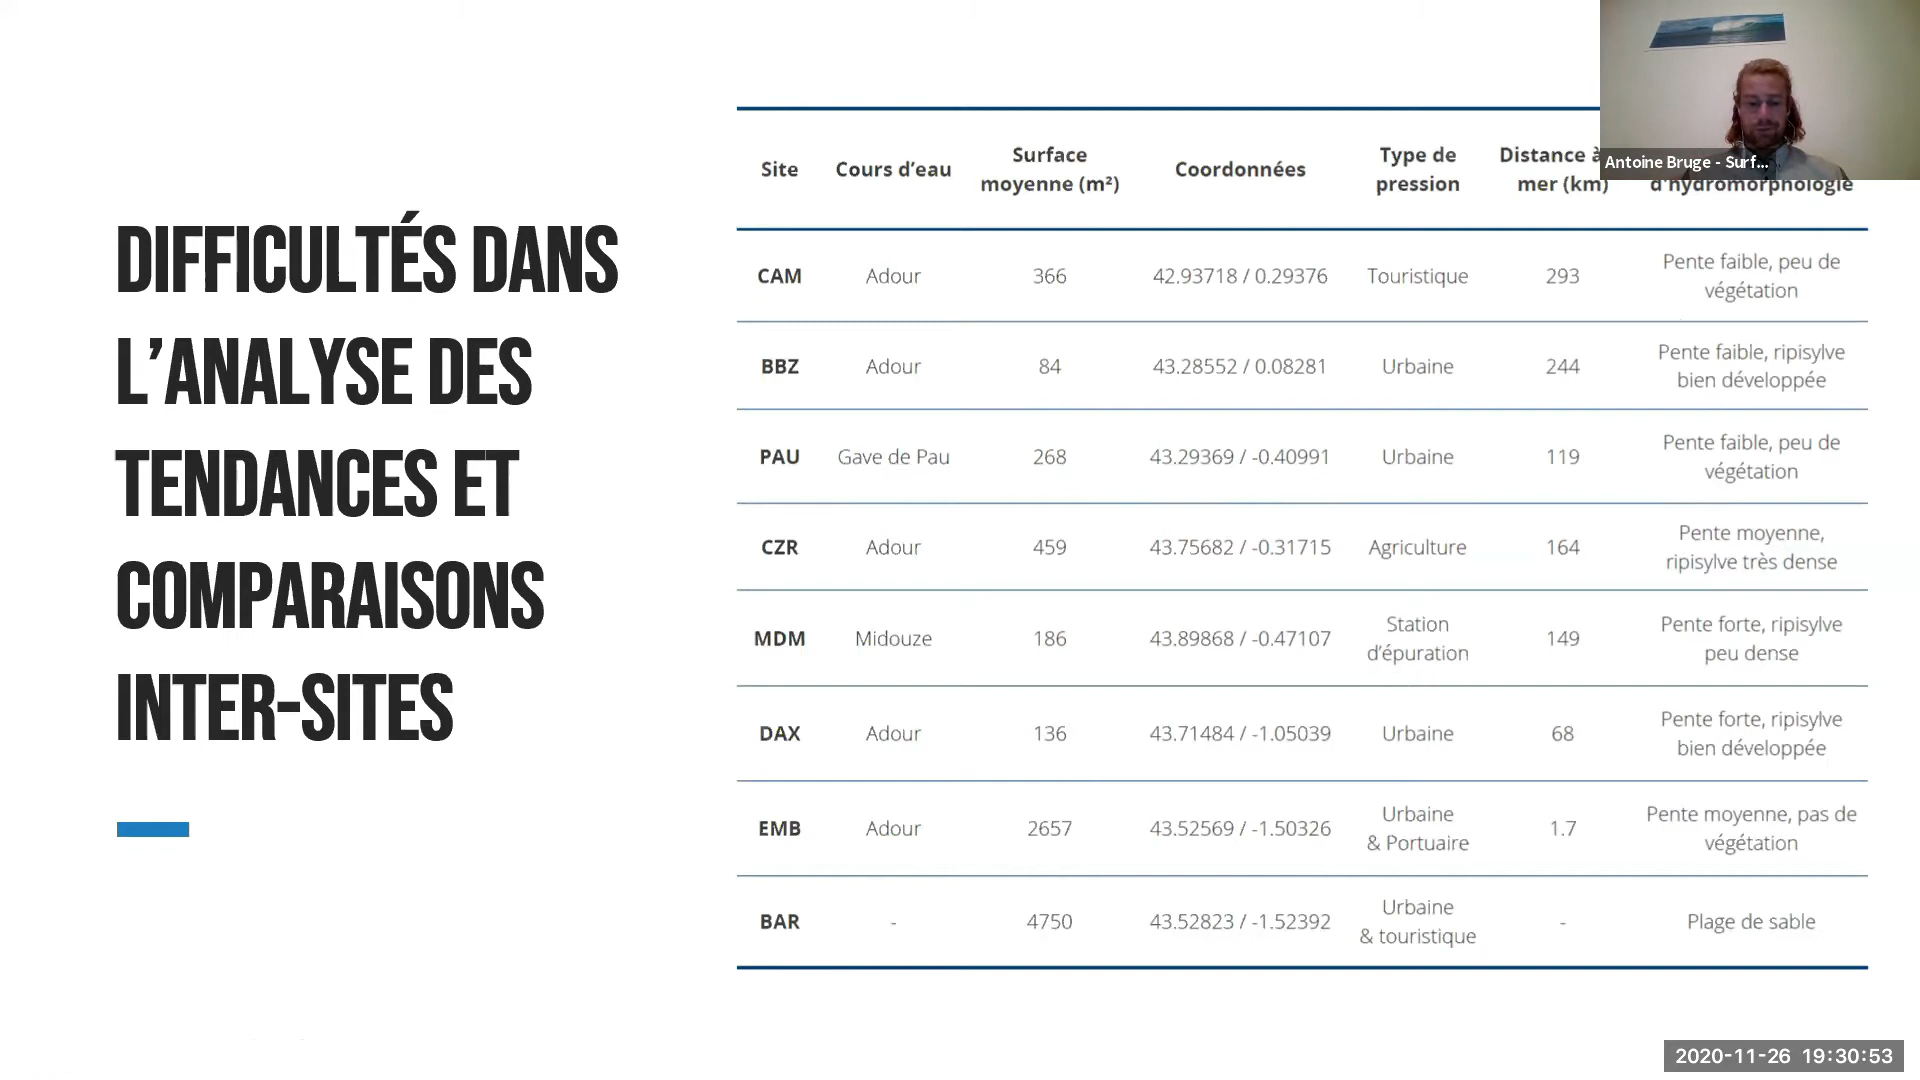 DIFFICULTÉS DANS
L’ANALYSE DES
TENDANCES ET
COMPARAISONS
INTER-SITES
Site Cours d’eau Surface moyenne (m²) Coordonnées Type de pression Distance à mer (km) d’hydromorphologie
CAM Adour 366 42.93718 / 0.29376 Touristique 293 Pente faible, peu de végétation
BBZ Adour 84 43.28552 / 0.08281 Urbaine 244 Pente faible, ripisylve bien développée
PAU Gave de Pau 268 43.29369 / -0.40991 Urbaine 119 Pente faible, peu de végétation
CZR Adour 459 43.75682 / -0.31715 Agriculture 164 Pente moyenne, ripisylve très dense
MDM Midouze 186 43.89868 / -0.47107 Station d’épuration 149 Pente forte, ripisylve peu dense
DAX Adour 136 43.71484 / -1.05039 Urbaine 68 Pente forte, ripisylve bien développée
EMB Adour 2657 43.52569 / -1.50326 Urbaine & Portuaire 1.7 Pente moyenne, pas de végétation
BAR - 4750 43.52823 / -1.52392 Urbaine & touristique - Plage de sable
Antoine Bruge - Surf...
2020-11-26 19:30:53